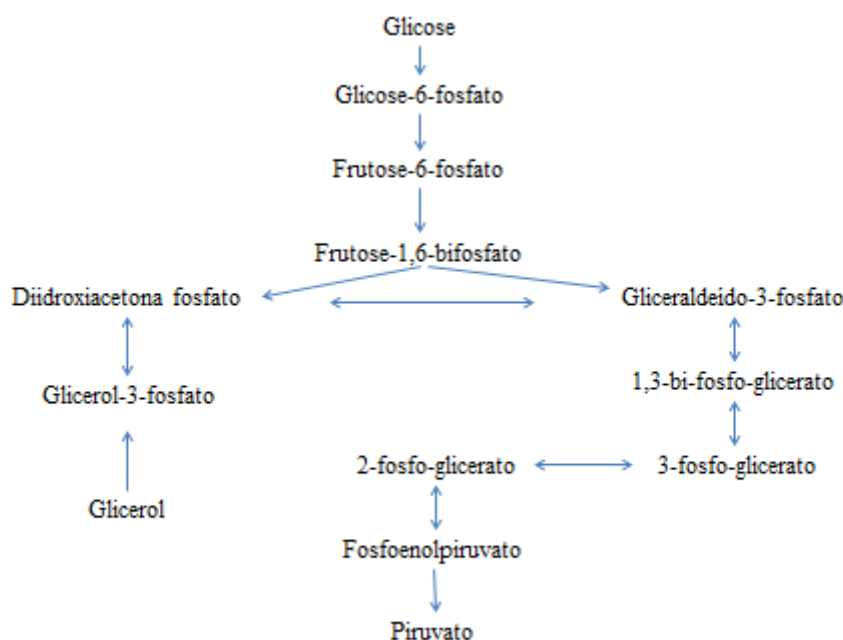 Glicose
Glicose-6-fosfato
Frutose-6-fosfato
Frutose-1,6-bifosfato
Diidroxiacetona fosfato
Gliceraldeido-3-fosfato
Glicerol-3-fosfato
1,3-bi-fosfo-glicerato
2-fosfo-glicerato
3-fosfo-glicerato
Glicerol
Fosfoenolpiruvato
Piruvato